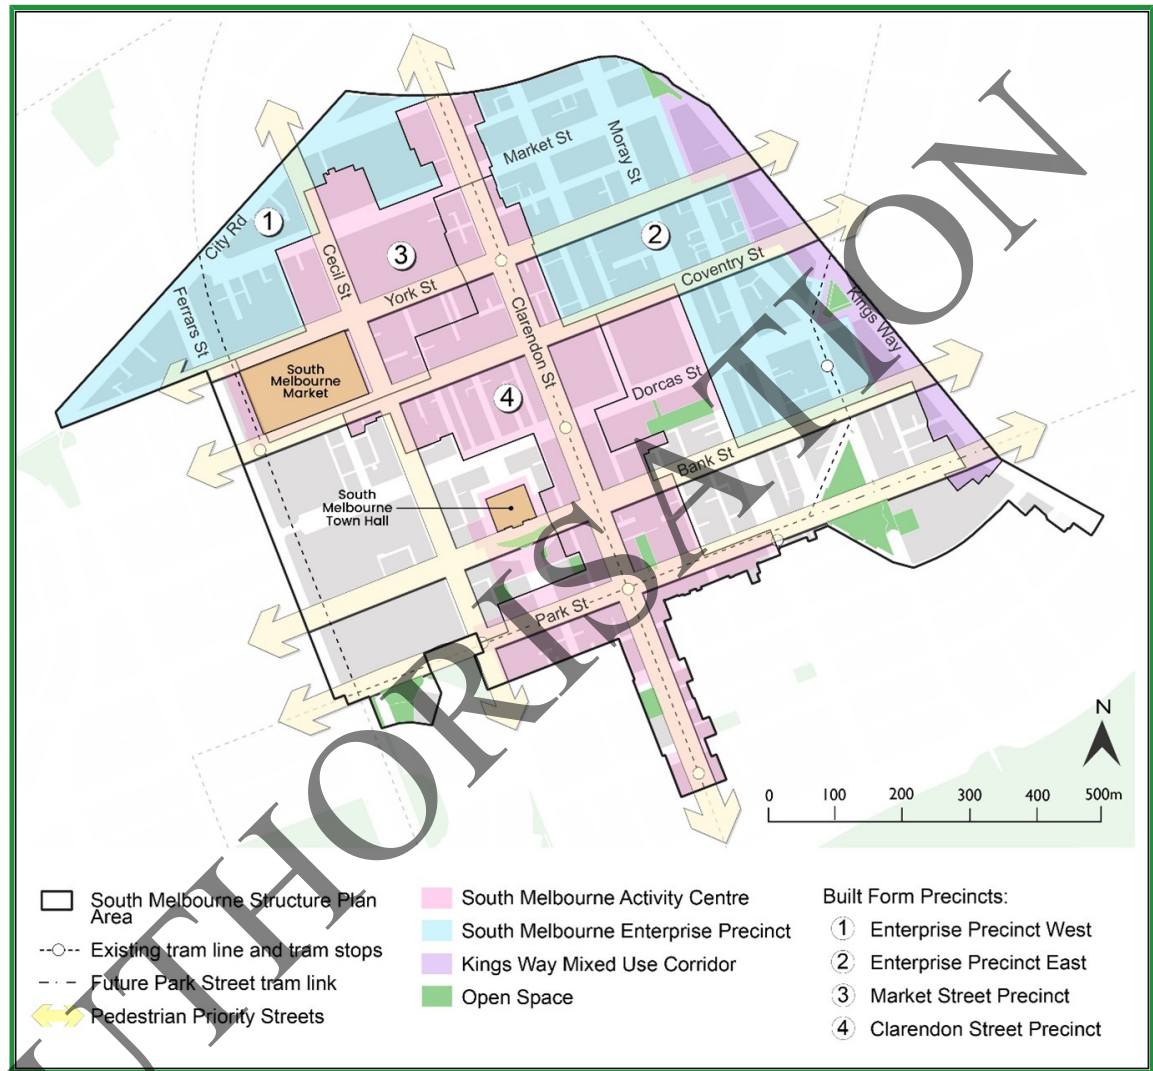 Market St
Moray St
1
City Rd
2
3
Cecil St
York St
Coventry St
Ferrars St
Clarendon St
Kings Way
South
Melbourne
Market
4
Dorcas St
Bank St
South
Melbourne
Town Hall
Park St
N
0 100 200 300 400 500m
South Melbourne Structure Plan
Area
Existing tram line and tram stops
Future Park Street tram link
Pedestrian Priority Streets
South Melbourne Activity Centre
South Melbourne Enterprise Precinct
Kings Way Mixed Use Corridor
Open Space
Built Form Precincts:
1 Enterprise Precinct West
2 Enterprise Precinct East
3 Market Street Precinct
4 Clarendon Street Precinct
UTHORISATION